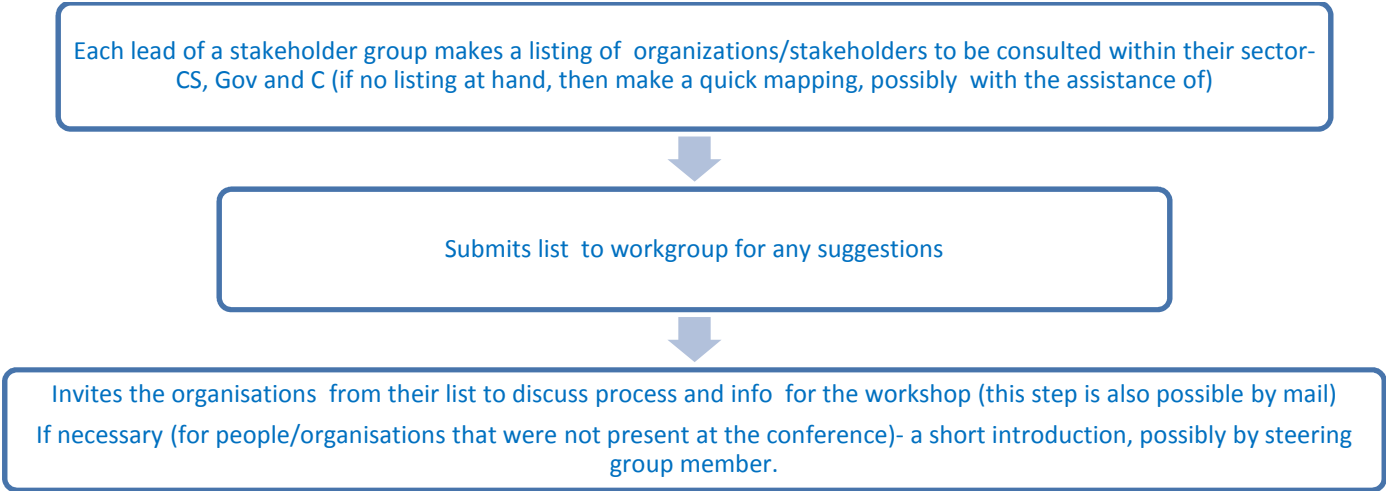 Each lead of a stakeholder group makes a listing of organizations/stakeholders to be consulted within their sector-
CS, Gov and C (if no listing at hand, then make a quick mapping, possibly with the assistance of)
Submits list to workgroup for any suggestions
Invites the organisations from their list to discuss process and info for the workshop (this step is also possible by mail)
If necessary (for people/organisations that were not present at the conference)- a short introduction, possibly by steering
group member.